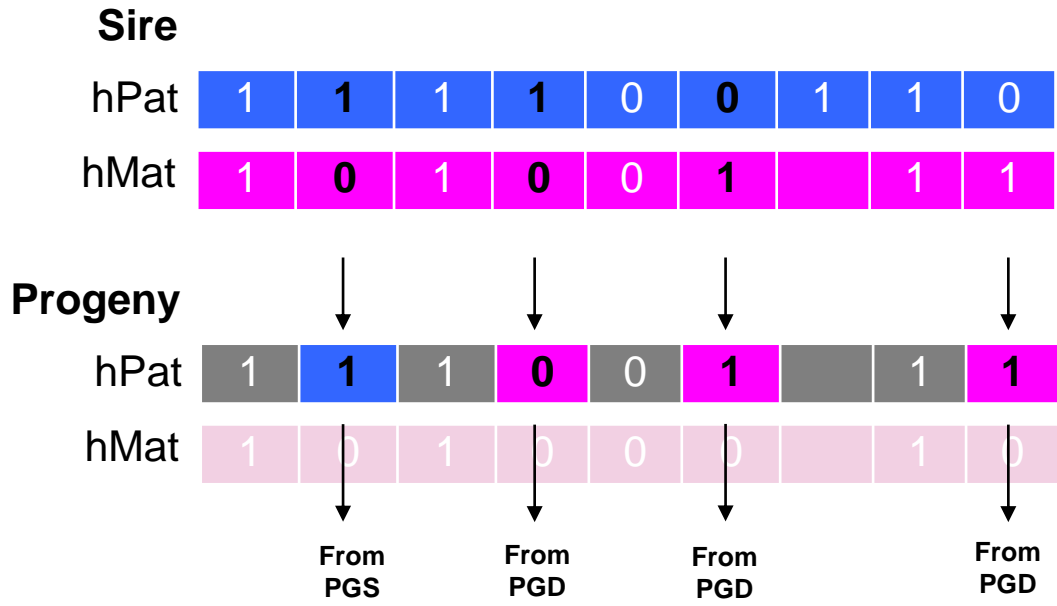 Sire
hPat 1 1 1 1 0 0 1 1 0
hMat 1 0 1 0 0 1 1 1
Progeny
hPat 1 1 1 0 0 1 1 1
hMat 1 0 1 0 0 0 1 0
From From From From
PGS PGD PGD PGD